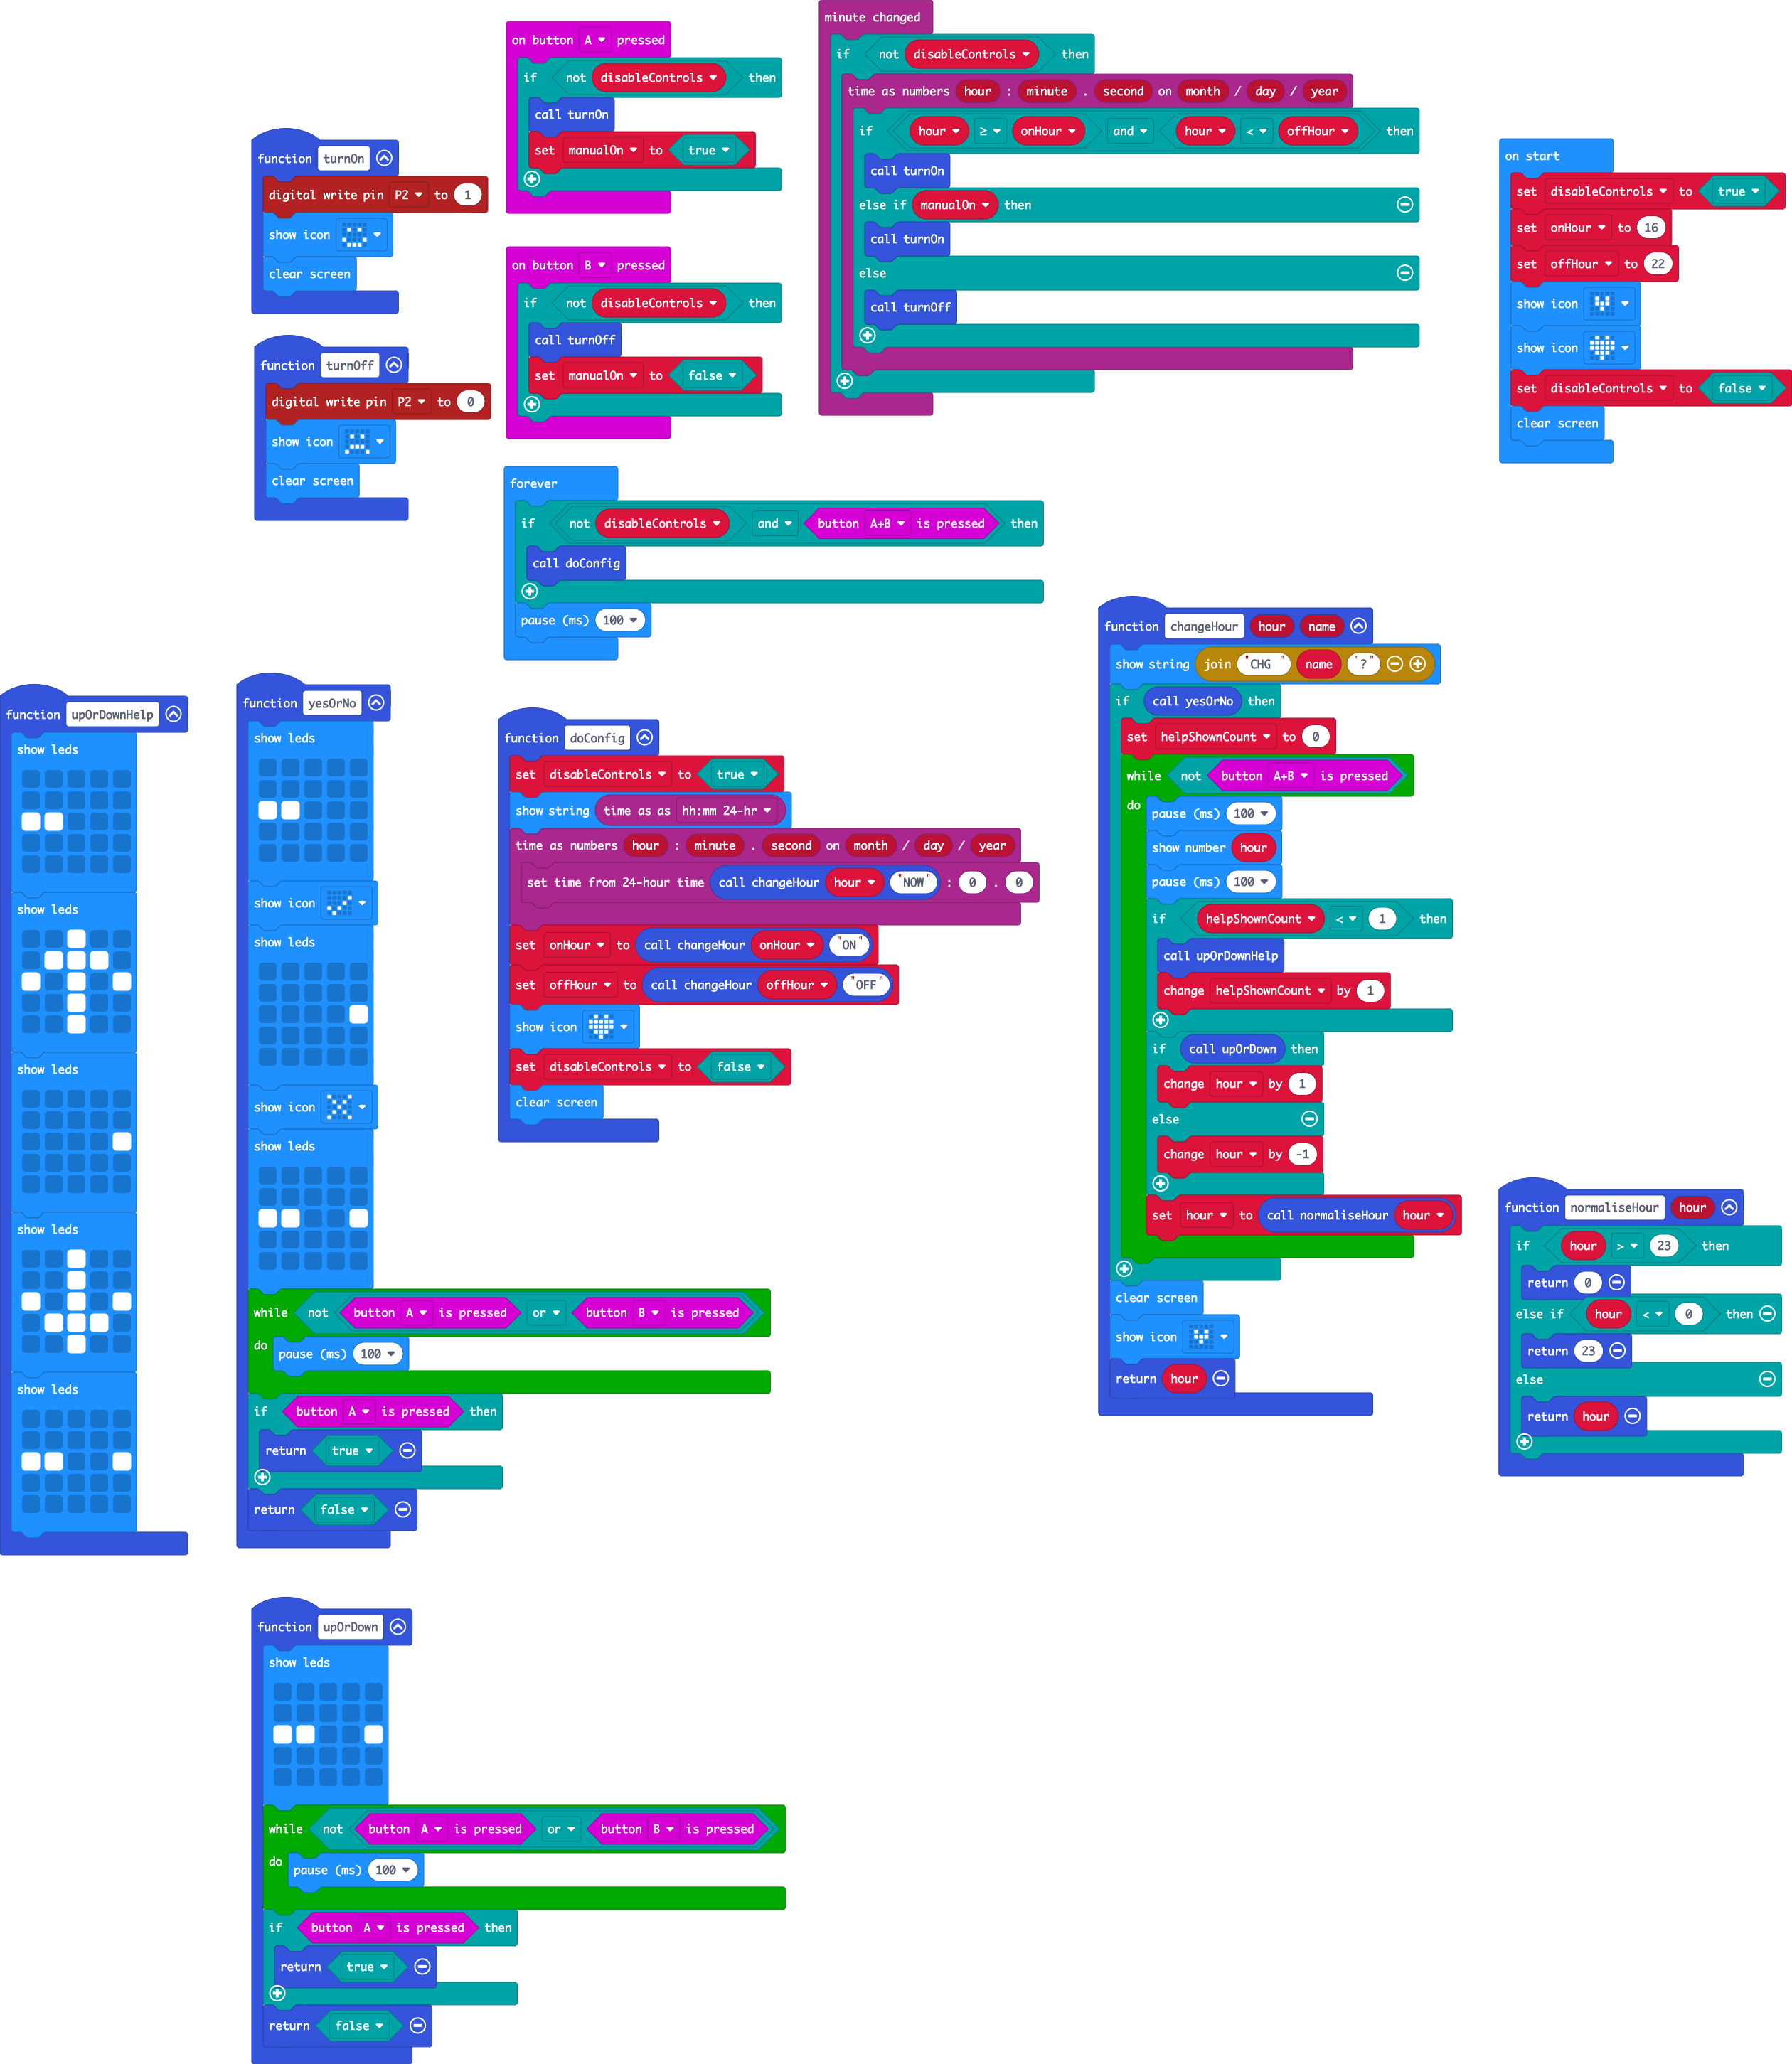 function turnOn
digital write pin P2 to 1
show icon
clear screen
function turnOff
digital write pin P2 to 0
show icon
clear screen
on button A pressed
if not disableControls then
call turnOn
set manualOn to true
on button B pressed
if not disableControls then
call turnOff
set manualOn to false
minute changed
if not disableControls then
time as numbers hour : minute . second on month / day / year
if hour ≥ onHour and hour < offHour then
call turnOn
else if manualOn then
call turnOn
else
call turnOff
on start
set disableControls to true
set onHour to 16
set offHour to 22
show icon
show icon
set disableControls to false
clear screen
forever
if not disableControls and button A+B is pressed then
call doConfig
pause (ms) 100
function upOrDownHelp
show leds
show leds
show leds
show leds
show leds
function yesOrNo
show leds
show icon
show leds
show icon
show leds
while not button A is pressed or button B is pressed
do pause (ms) 100
if button A is pressed then
return true
return false
function doConfig
set disableControls to true
show string time as as hh:mm 24-hr
time as numbers hour : minute . second on month / day / year
set time from 24-hour time call changeHour hour "NOW" : 0 . 0
set onHour to call changeHour onHour "ON"
set offHour to call changeHour offHour "OFF"
show icon
set disableControls to false
clear screen
function changeHour hour name
show string join "CHG " name "?"
if call yesOrNo then
set helpShownCount to 0
while not button A+B is pressed
do pause (ms) 100
show number hour
pause (ms) 100
if helpShownCount < 1 then
call upOrDownHelp
change helpShownCount by 1
if call upOrDown then
change hour by 1
else
change hour by -1
set hour to call normaliseHour hour
clear screen
show icon
return hour
function normaliseHour hour
if hour > 23 then
return 0
else if hour < 0 then
return 23
else
return hour
function upOrDown
show leds
while not button A is pressed or button B is pressed
do pause (ms) 100
if button A is pressed then
return true
return false